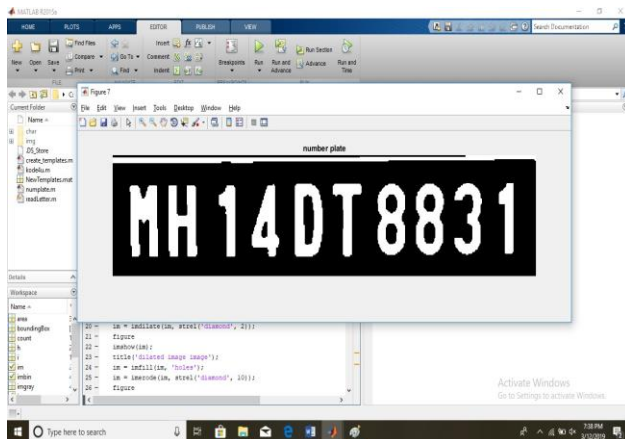 MATLAB R2015a
HOME PLOTS APPS EDITOR PUBLISH VIEW
Search Documentation
New Open Save
Find Files
Compare
Print
Go To
Find
Insert
Comment
Indent
Breakpoints
Run
Run and Advance
Run Section
Advance
Run and Time
FILE
Current Folder
Name
char
img
.DS_Store
create_templates.m
kodeku.m
NewTemplates.mat
numplate.m
readLetter.m
Details
Workspace
Name
area
boundingBox
count
h
i
im
imbin
imgray
Figure 7
File Edit View Insert Tools Desktop Window Help
number plate
MH14DT8831
20 - im = imdilate(im, strel('diamond', 2));
21 - figure
22 - imshow(im);
23 - title('dilated image image');
24 - im = imfill(im, 'holes');
25 - im = imerode(im, strel('diamond', 10));
26 - figure
Activate Windows
Go to Settings to activate Windows.
Type here to search
7:38 PM
3/12/2019